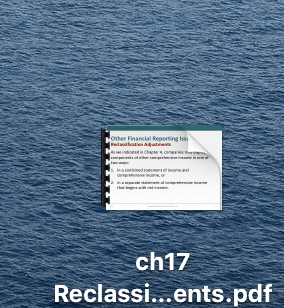 Other Financial Reporting Iss
Reclassification Adjustments
As we indicated in Chapter 4, companies
components of other comprehensive income in one of
two ways:
1. in a combined statement of income and
comprehensive income, or
2. in a separate statement of comprehensive income
that begins with net income.
ch17
Reclassi...ents.pdf